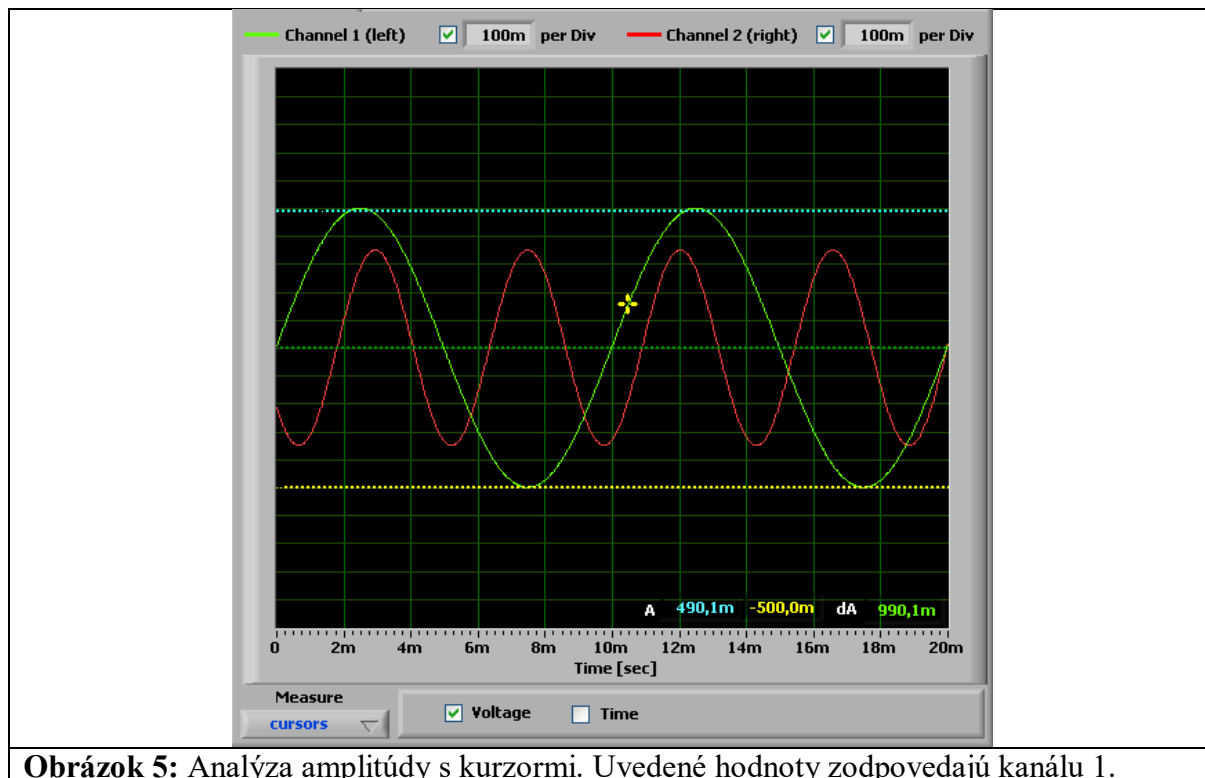 Channel 1 (left) 100m per Div Channel 2 (right) 100m per Div
A 490,1m -500,0m dA 990,1m
0 2m 4m 6m 8m 10m 12m 14m 16m 18m 20m
Time [sec]
Measure
cursors
Voltage Time
Obrázok 5: Analýza amplitúdy s kurzormi. Uvedené hodnoty zodpovedajú kanálu 1.